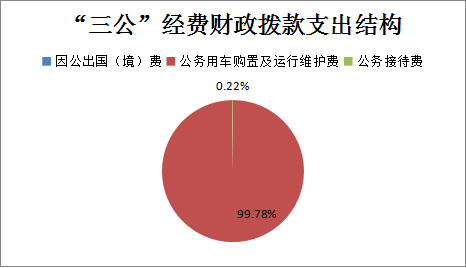 “三公”经费财政拨款支出结构
因公出国（境）费 公务用车购置及运行维护费 公务接待费
0.22%
99.78%